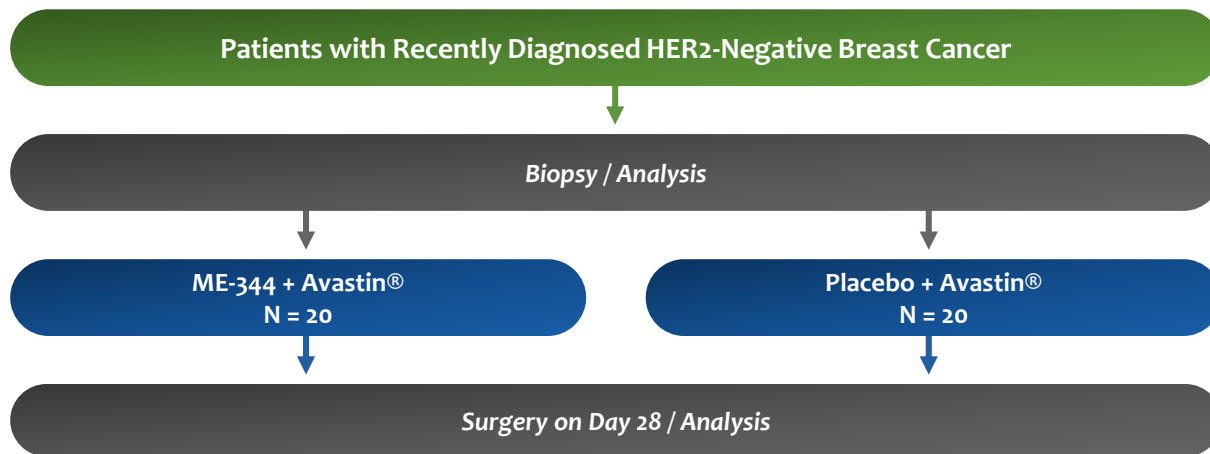 Patients with Recently Diagnosed HER2-Negative Breast Cancer
Biopsy / Analysis
ME-344 + Avastin®
N = 20
Placebo + Avastin®
N = 20
Surgery on Day 28 / Analysis